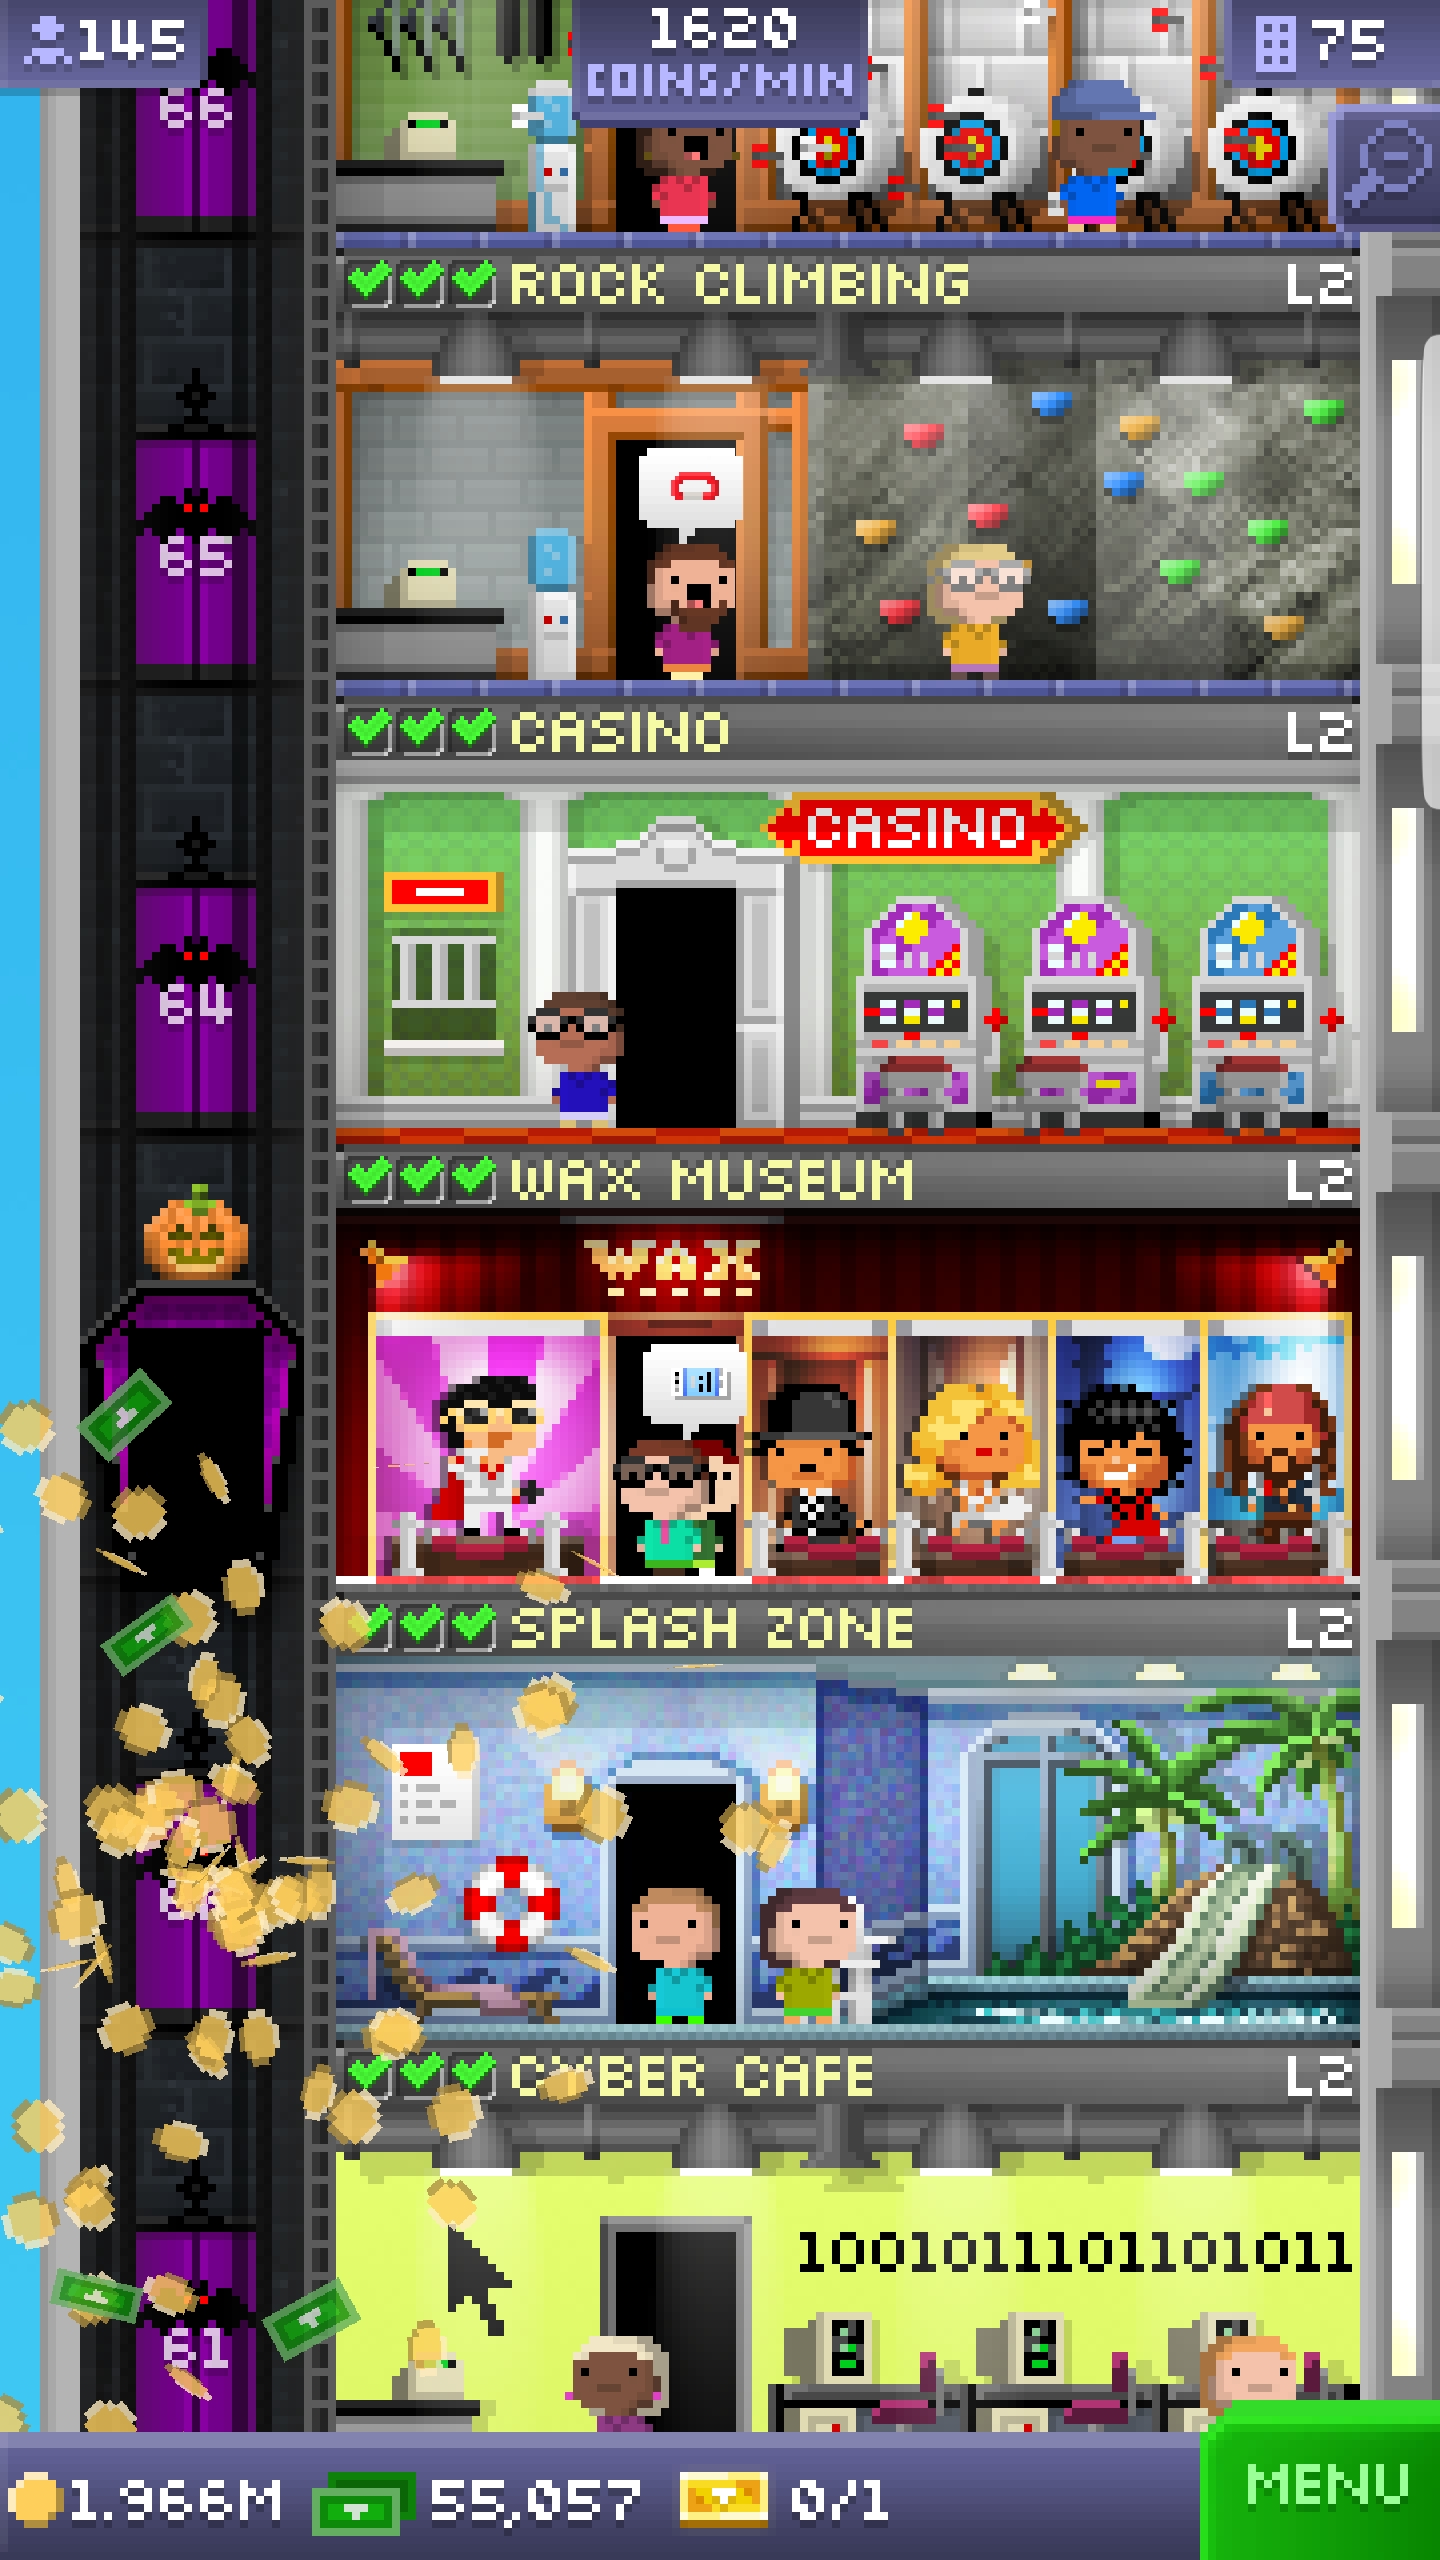 145
1620
COINS/MIN
75
66
ROCK CLIMBING L2
65
CASINO L2
CASINO
64
WAX MUSEUM L2
WAX
SPLASH ZONE L2
CYBER CAFE L2
1001011101101011
61
1.966M 55,057 0/1
MENU